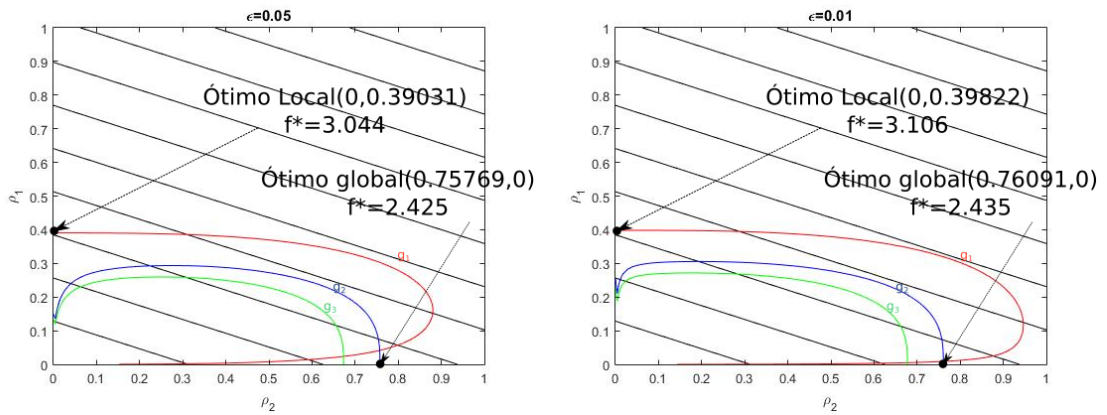 ϵ=0.05
1
0.9
0.8
0.7
0.6
0.5
0.4
0.3
0.2
0.1
0
ρ1
Ótimo Local(0,0.39031)
f*=3.044
Ótimo global(0.75769,0)
f*=2.425
g1
g2
g3
0 0.1 0.2 0.3 0.4 0.5 0.6 0.7 0.8 0.9 1
ρ2
ϵ=0.01
1
0.9
0.8
0.7
0.6
0.5
0.4
0.3
0.2
0.1
0
ρ1
Ótimo Local(0,0.39822)
f*=3.106
Ótimo global(0.76091,0)
f*=2.435
g1
g2
g3
0 0.1 0.2 0.3 0.4 0.5 0.6 0.7 0.8 0.9 1
ρ2